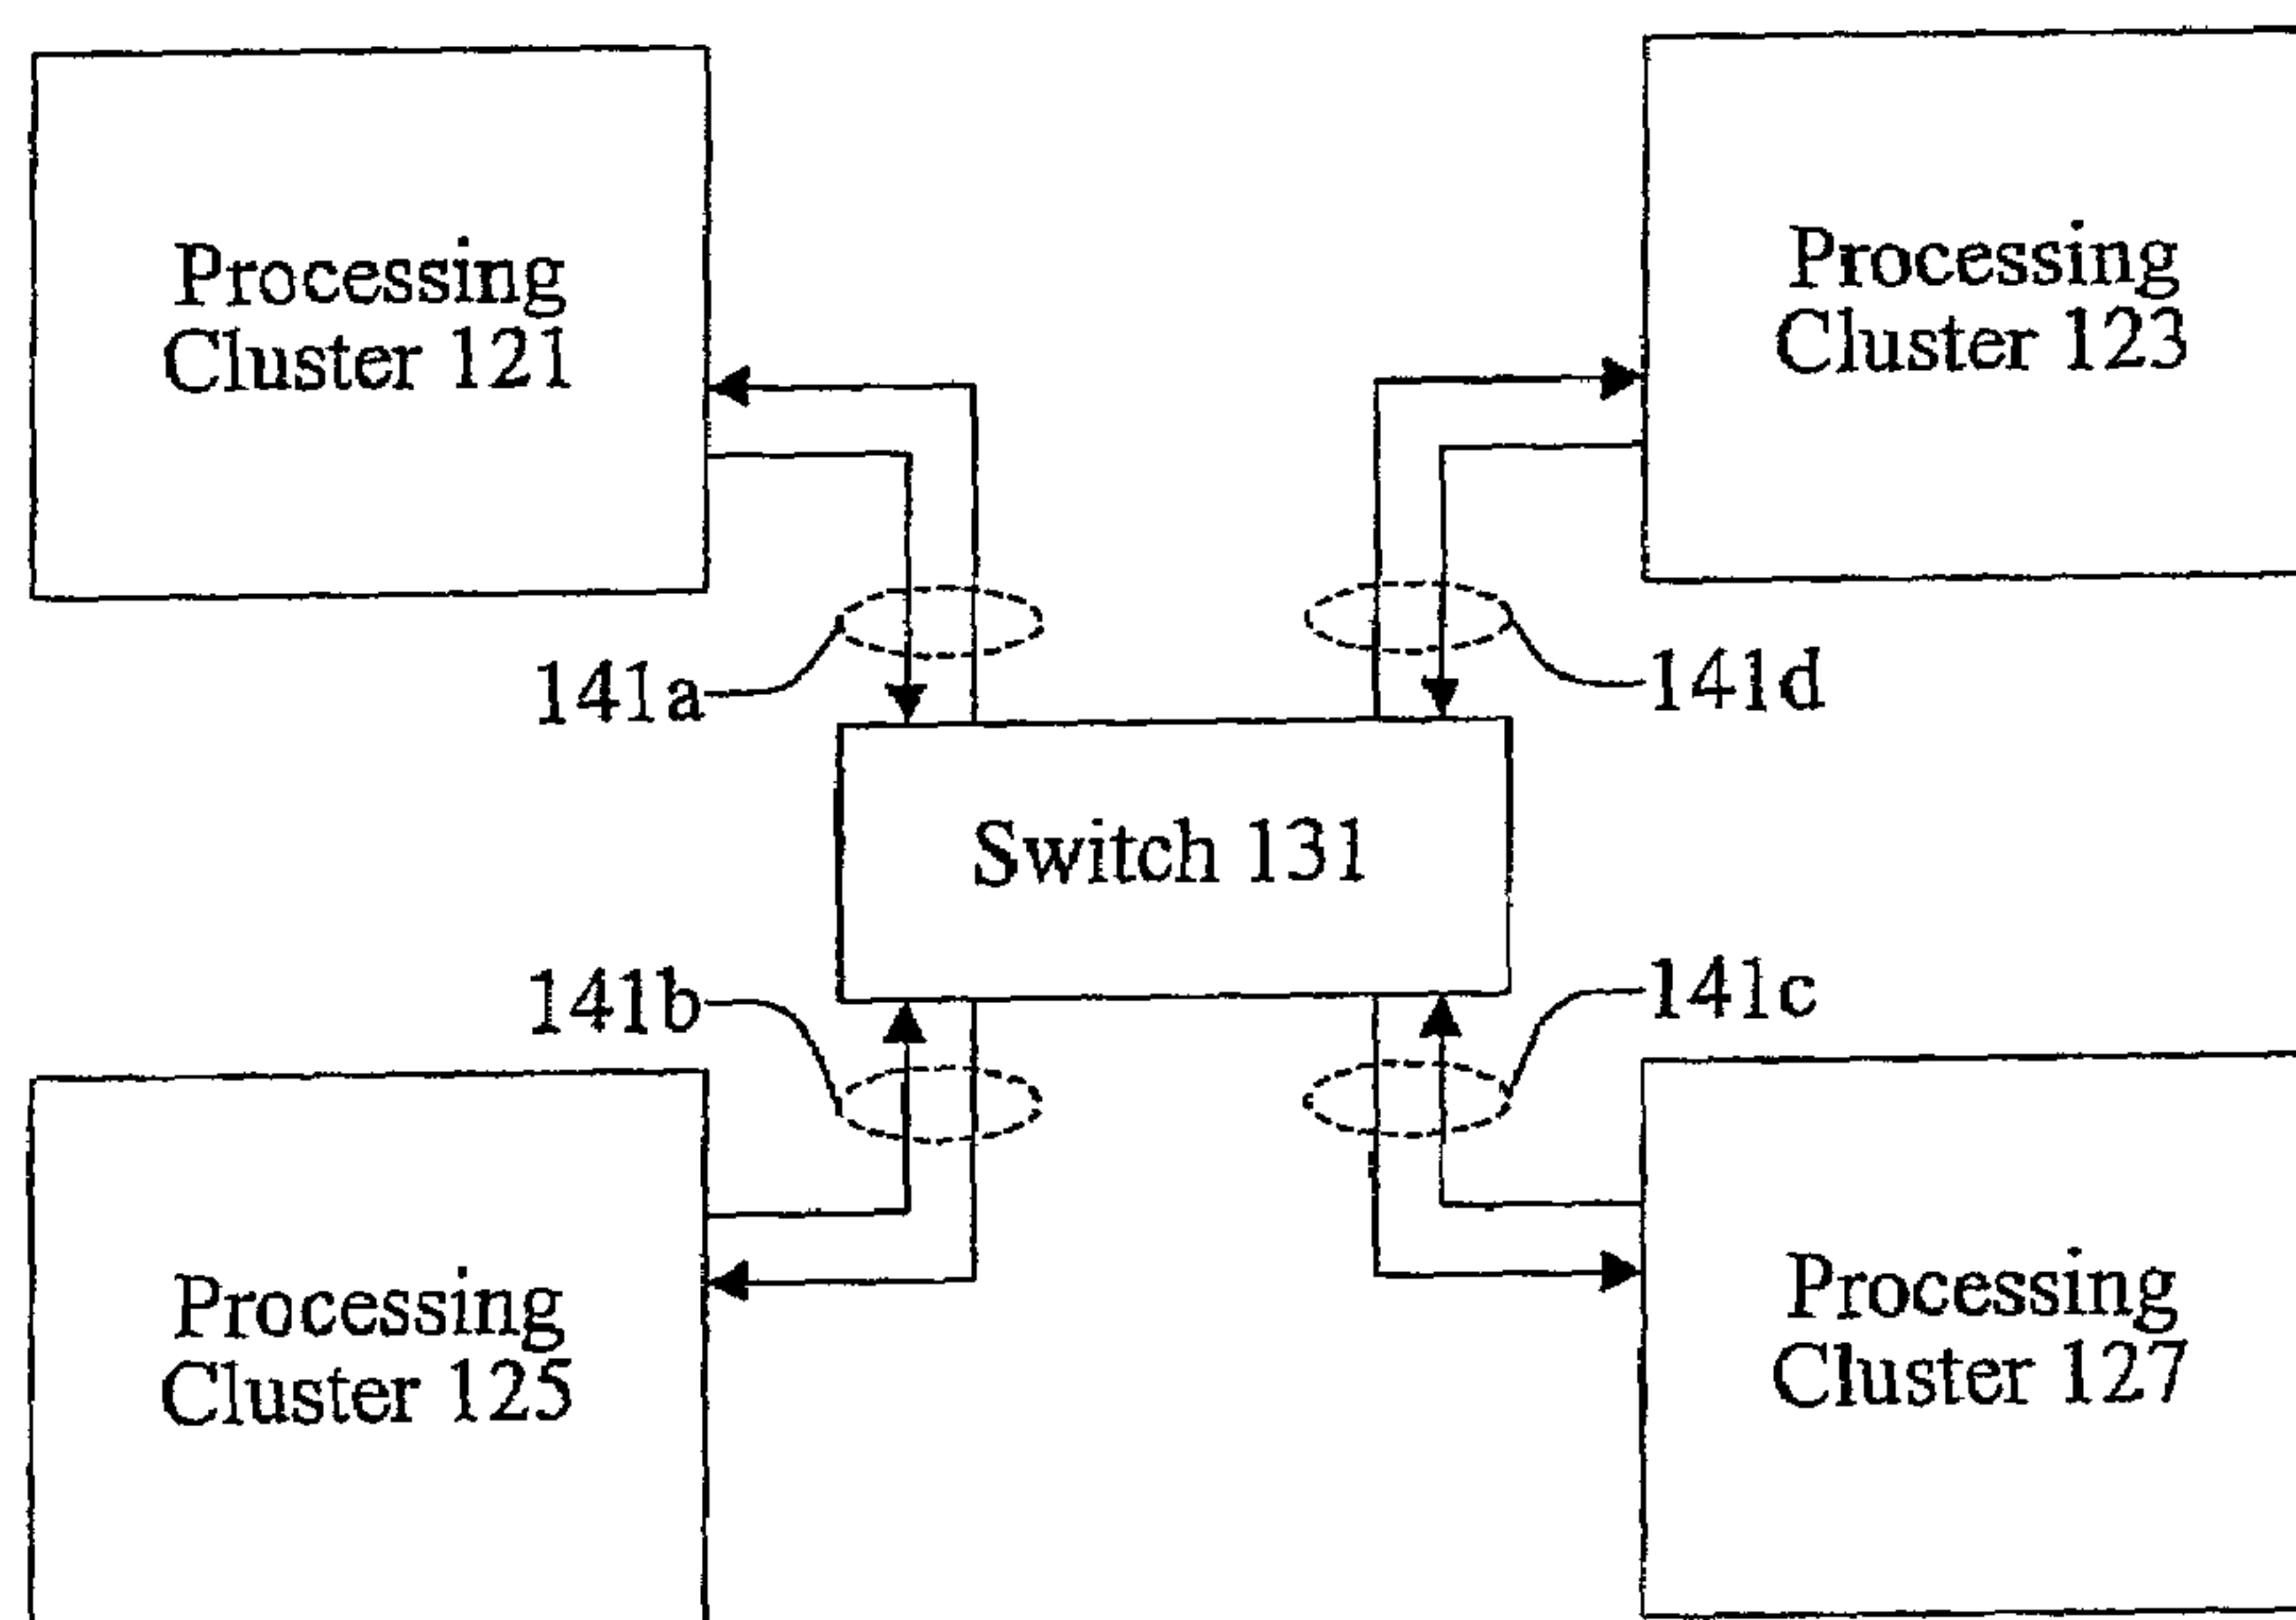 Processing
Cluster 121
Processing
Cluster 123
141a
141d
Switch 131
141b
141c
Processing
Cluster 125
Processing
Cluster 127